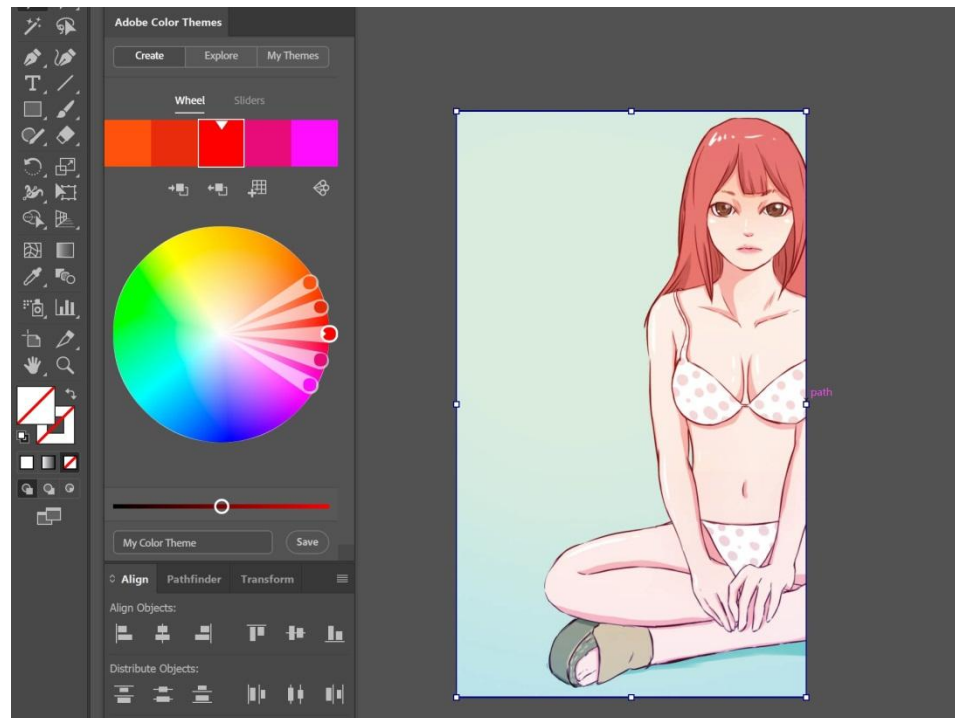 Adobe Color Themes
Create Explore My Themes
Wheel Sliders
My Color Theme Save
Align Pathfinder Transform
Align Objects:
Distribute Objects:
path